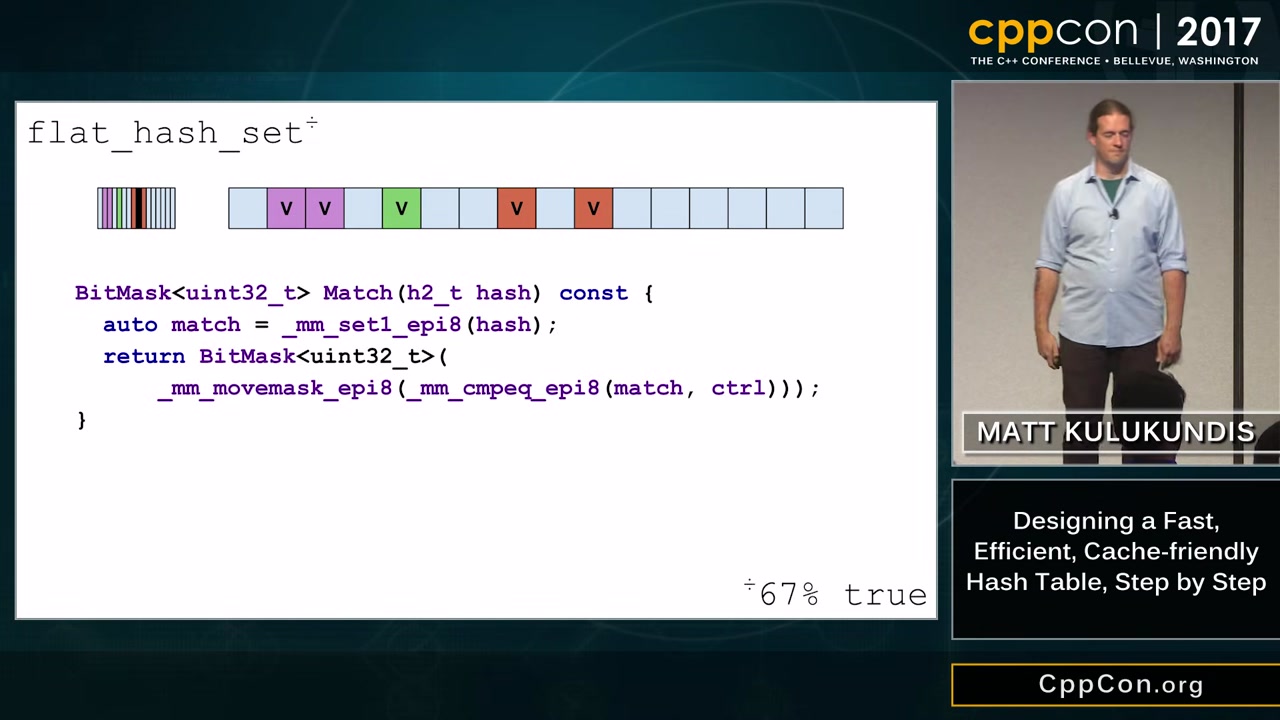 cppcon | 2017
THE C++ CONFERENCE • BELLEVUE, WASHINGTON
flat_hash_set÷
v v v v v
BitMask<uint32_t> Match(h2_t hash) const {
auto match = _mm_set1_epi8(hash);
return BitMask<uint32_t>(
_mm_movemask_epi8(_mm_cmpeq_epi8(match, ctrl)));
}
÷67% true
MATT KULUKUNDIS
Designing a Fast,
Efficient, Cache-friendly
Hash Table, Step by Step
CppCon.org